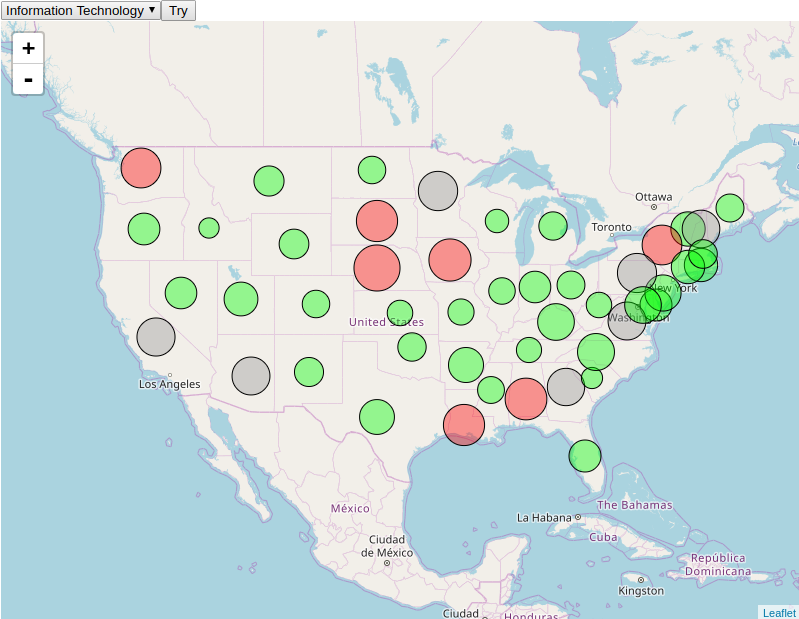 Information Technology Try
+
-
Ottawa
Toronto
New York
Washington
United States
Los Angeles
México
La Habana
The Bahamas
Cuba
Ciudad
de México
República
Dominicana
Kingston
Ciudad
Honduras
Leaflet